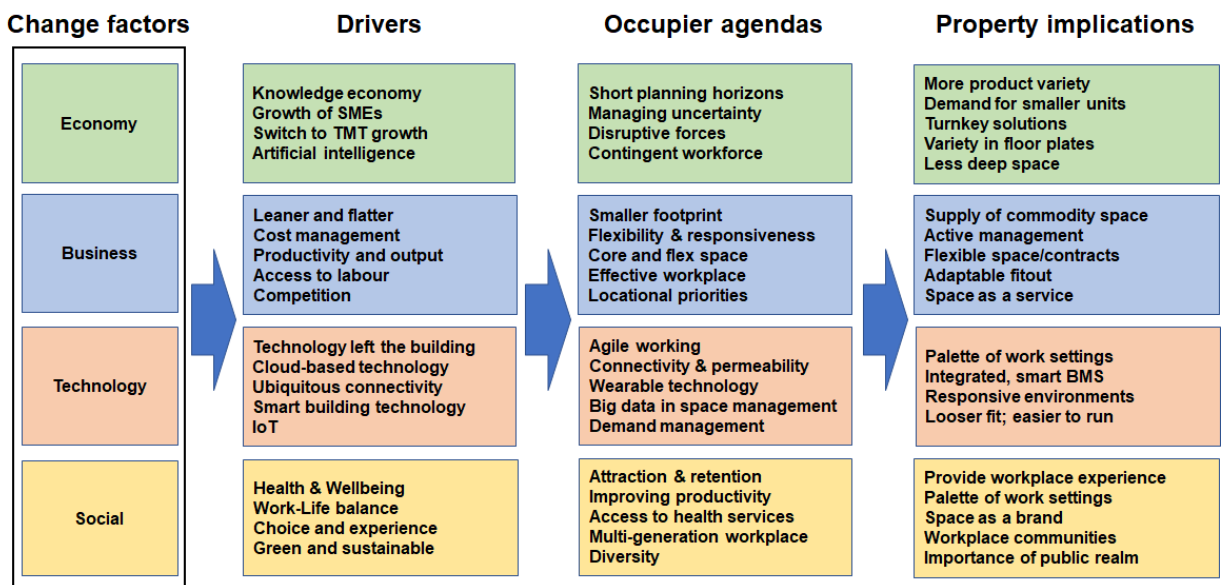 Change factors
Drivers
Occupier agendas
Property implications
Economy
Knowledge economy
Growth of SMEs
Switch to TMT growth
Artificial intelligence
Short planning horizons
Managing uncertainty
Disruptive forces
Contingent workforce
More product variety
Demand for smaller units
Turnkey solutions
Variety in floor plates
Less deep space
Business
Leaner and flatter
Cost management
Productivity and output
Access to labour
Competition
Smaller footprint
Flexibility & responsiveness
Core and flex space
Effective workplace
Locational priorities
Supply of commodity space
Active management
Flexible space/contracts
Adaptable fitout
Space as a service
Technology
Technology left the building
Cloud-based technology
Ubiquitous connectivity
Smart building technology
IoT
Agile working
Connectivity & permeability
Wearable technology
Big data in space management
Demand management
Palette of work settings
Integrated, smart BMS
Responsive environments
Looser fit; easier to run
Social
Health & Wellbeing
Work-Life balance
Choice and experience
Green and sustainable
Attraction & retention
Improving productivity
Access to health services
Multi-generation workplace
Diversity
Provide workplace experience
Palette of work settings
Space as a brand
Workplace communities
Importance of public realm